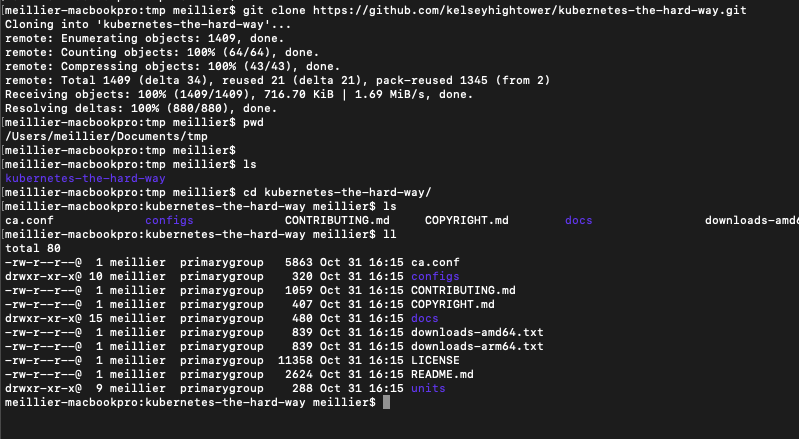 [meillier-macbookpro:tmp meillier$ git clone https://github.com/kelseyhightower/kubernetes-the-hard-way.git
Cloning into 'kubernetes-the-hard-way'...
remote: Enumerating objects: 1409, done.
remote: Counting objects: 100% (64/64), done.
remote: Compressing objects: 100% (43/43), done.
remote: Total 1409 (delta 34), reused 21 (delta 21), pack-reused 1345 (from 2)
Receiving objects: 100% (1409/1409), 716.70 KiB | 1.69 MiB/s, done.
Resolving deltas: 100% (880/880), done.
[meillier-macbookpro:tmp meillier$ pwd
/Users/meillier/Documents/tmp
[meillier-macbookpro:tmp meillier$
[meillier-macbookpro:tmp meillier$ ls
kubernetes-the-hard-way
[meillier-macbookpro:tmp meillier$ cd kubernetes-the-hard-way/
[meillier-macbookpro:kubernetes-the-hard-way meillier$ ls
ca.conf configs CONTRIBUTING.md COPYRIGHT.md docs downloads-amd6
[meillier-macbookpro:kubernetes-the-hard-way meillier$ ll
total 80
-rw-r--r--@ 1 meillier primarygroup 5863 Oct 31 16:15 ca.conf
drwxr-xr-x@ 10 meillier primarygroup 320 Oct 31 16:15 configs
-rw-r--r--@ 1 meillier primarygroup 1059 Oct 31 16:15 CONTRIBUTING.md
-rw-r--r--@ 1 meillier primarygroup 407 Oct 31 16:15 COPYRIGHT.md
drwxr-xr-x@ 15 meillier primarygroup 480 Oct 31 16:15 docs
-rw-r--r--@ 1 meillier primarygroup 839 Oct 31 16:15 downloads-amd64.txt
-rw-r--r--@ 1 meillier primarygroup 839 Oct 31 16:15 downloads-arm64.txt
-rw-r--r--@ 1 meillier primarygroup 11358 Oct 31 16:15 LICENSE
-rw-r--r--@ 1 meillier primarygroup 2624 Oct 31 16:15 README.md
drwxr-xr-x@ 9 meillier primarygroup 288 Oct 31 16:15 units
meillier-macbookpro:kubernetes-the-hard-way meillier$